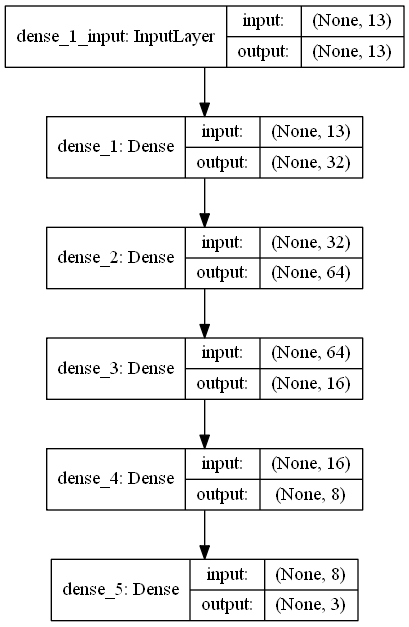 dense_1_input: InputLayer
input: (None, 13)
output: (None, 13)
dense_1: Dense
input: (None, 13)
output: (None, 32)
dense_2: Dense
input: (None, 32)
output: (None, 64)
dense_3: Dense
input: (None, 64)
output: (None, 16)
dense_4: Dense
input: (None, 16)
output: (None, 8)
dense_5: Dense
input: (None, 8)
output: (None, 3)